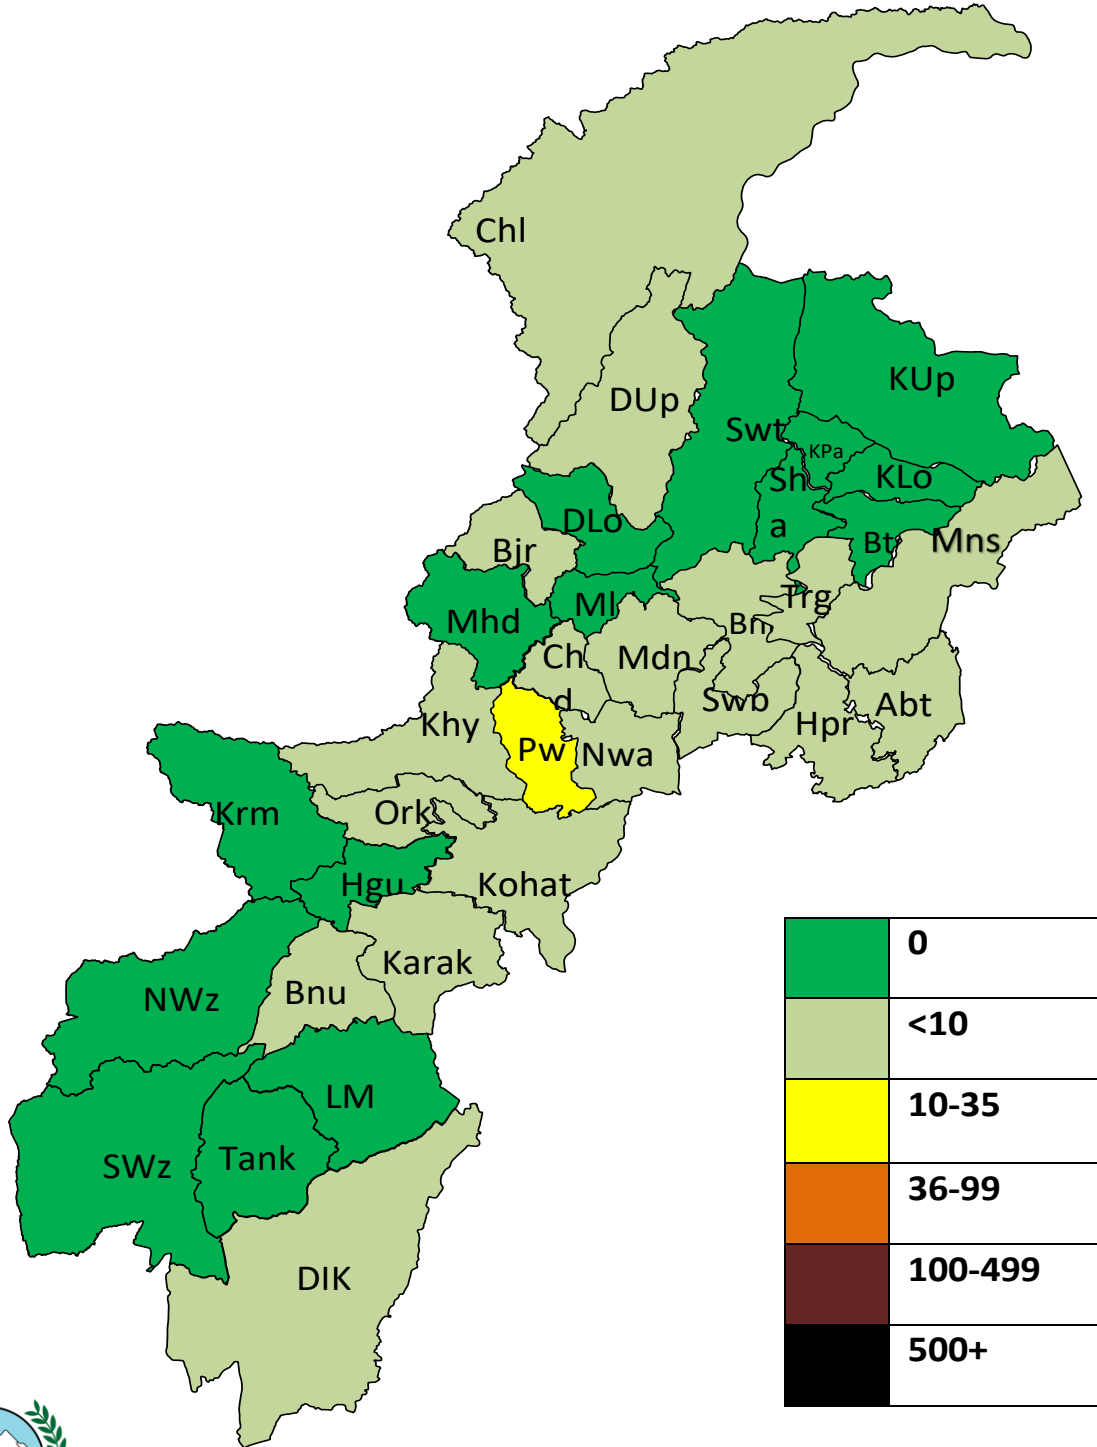 Chl
KUp
DUp
Swt
KPa
KLo
Sh
a
DLo
Bt
Mns
Bjr
Ml
Trg
Mhd
Bn
Ch
d
Mdn
Swb
Abt
Hpr
Khy
Pw
Nwa
Krm
Ork
Hgu
Kohat
Karak
Bnu
NWz
LM
Tank
SWz
DIK
0
<10
10-35
36-99
100-499
500+